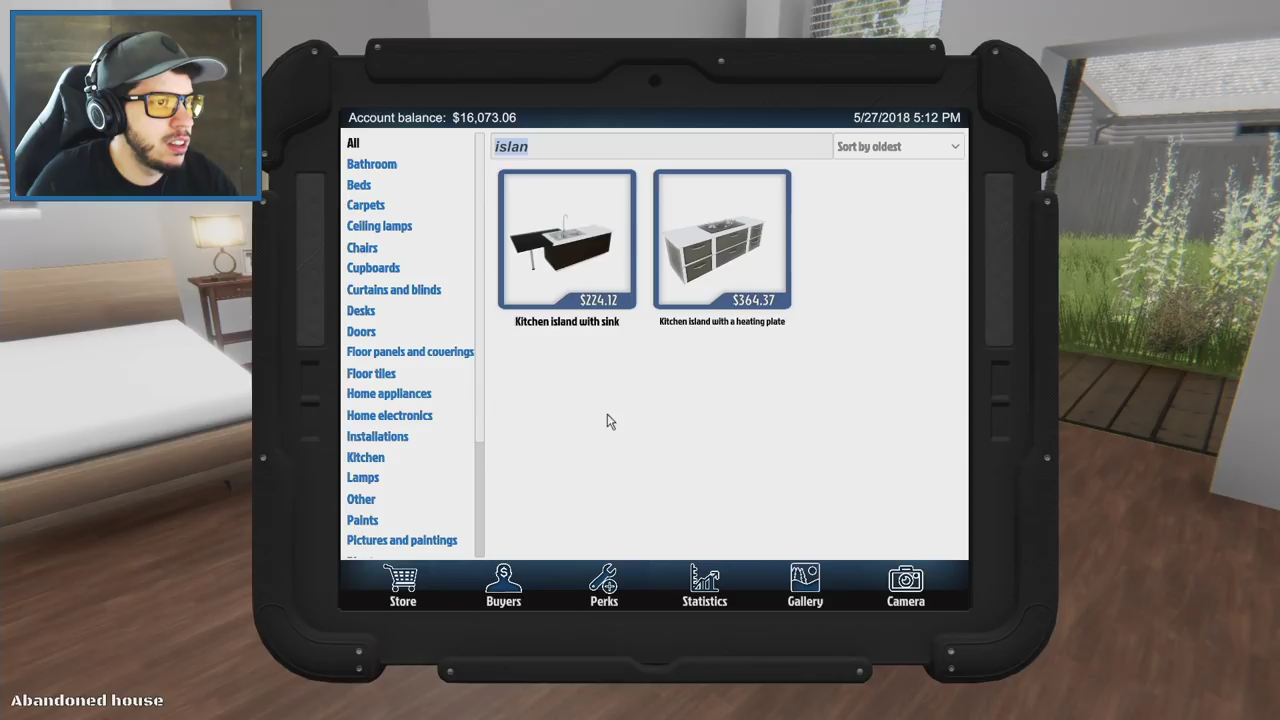 Account balance: $16,073.06
5/27/2018 5:12 PM
All
Bathroom
Beds
Carpets
Ceiling lamps
Chairs
Cupboards
Curtains and blinds
Desks
Doors
Floor panels and coverings
Floor tiles
Home appliances
Home electronics
Installations
Kitchen
Lamps
Other
Paints
Pictures and paintings
islan
Sort by oldest
$224.12
Kitchen island with sink
$364.37
Kitchen island with a heating plate
Store
Buyers
Perks
Statistics
Gallery
Camera
Abandoned house